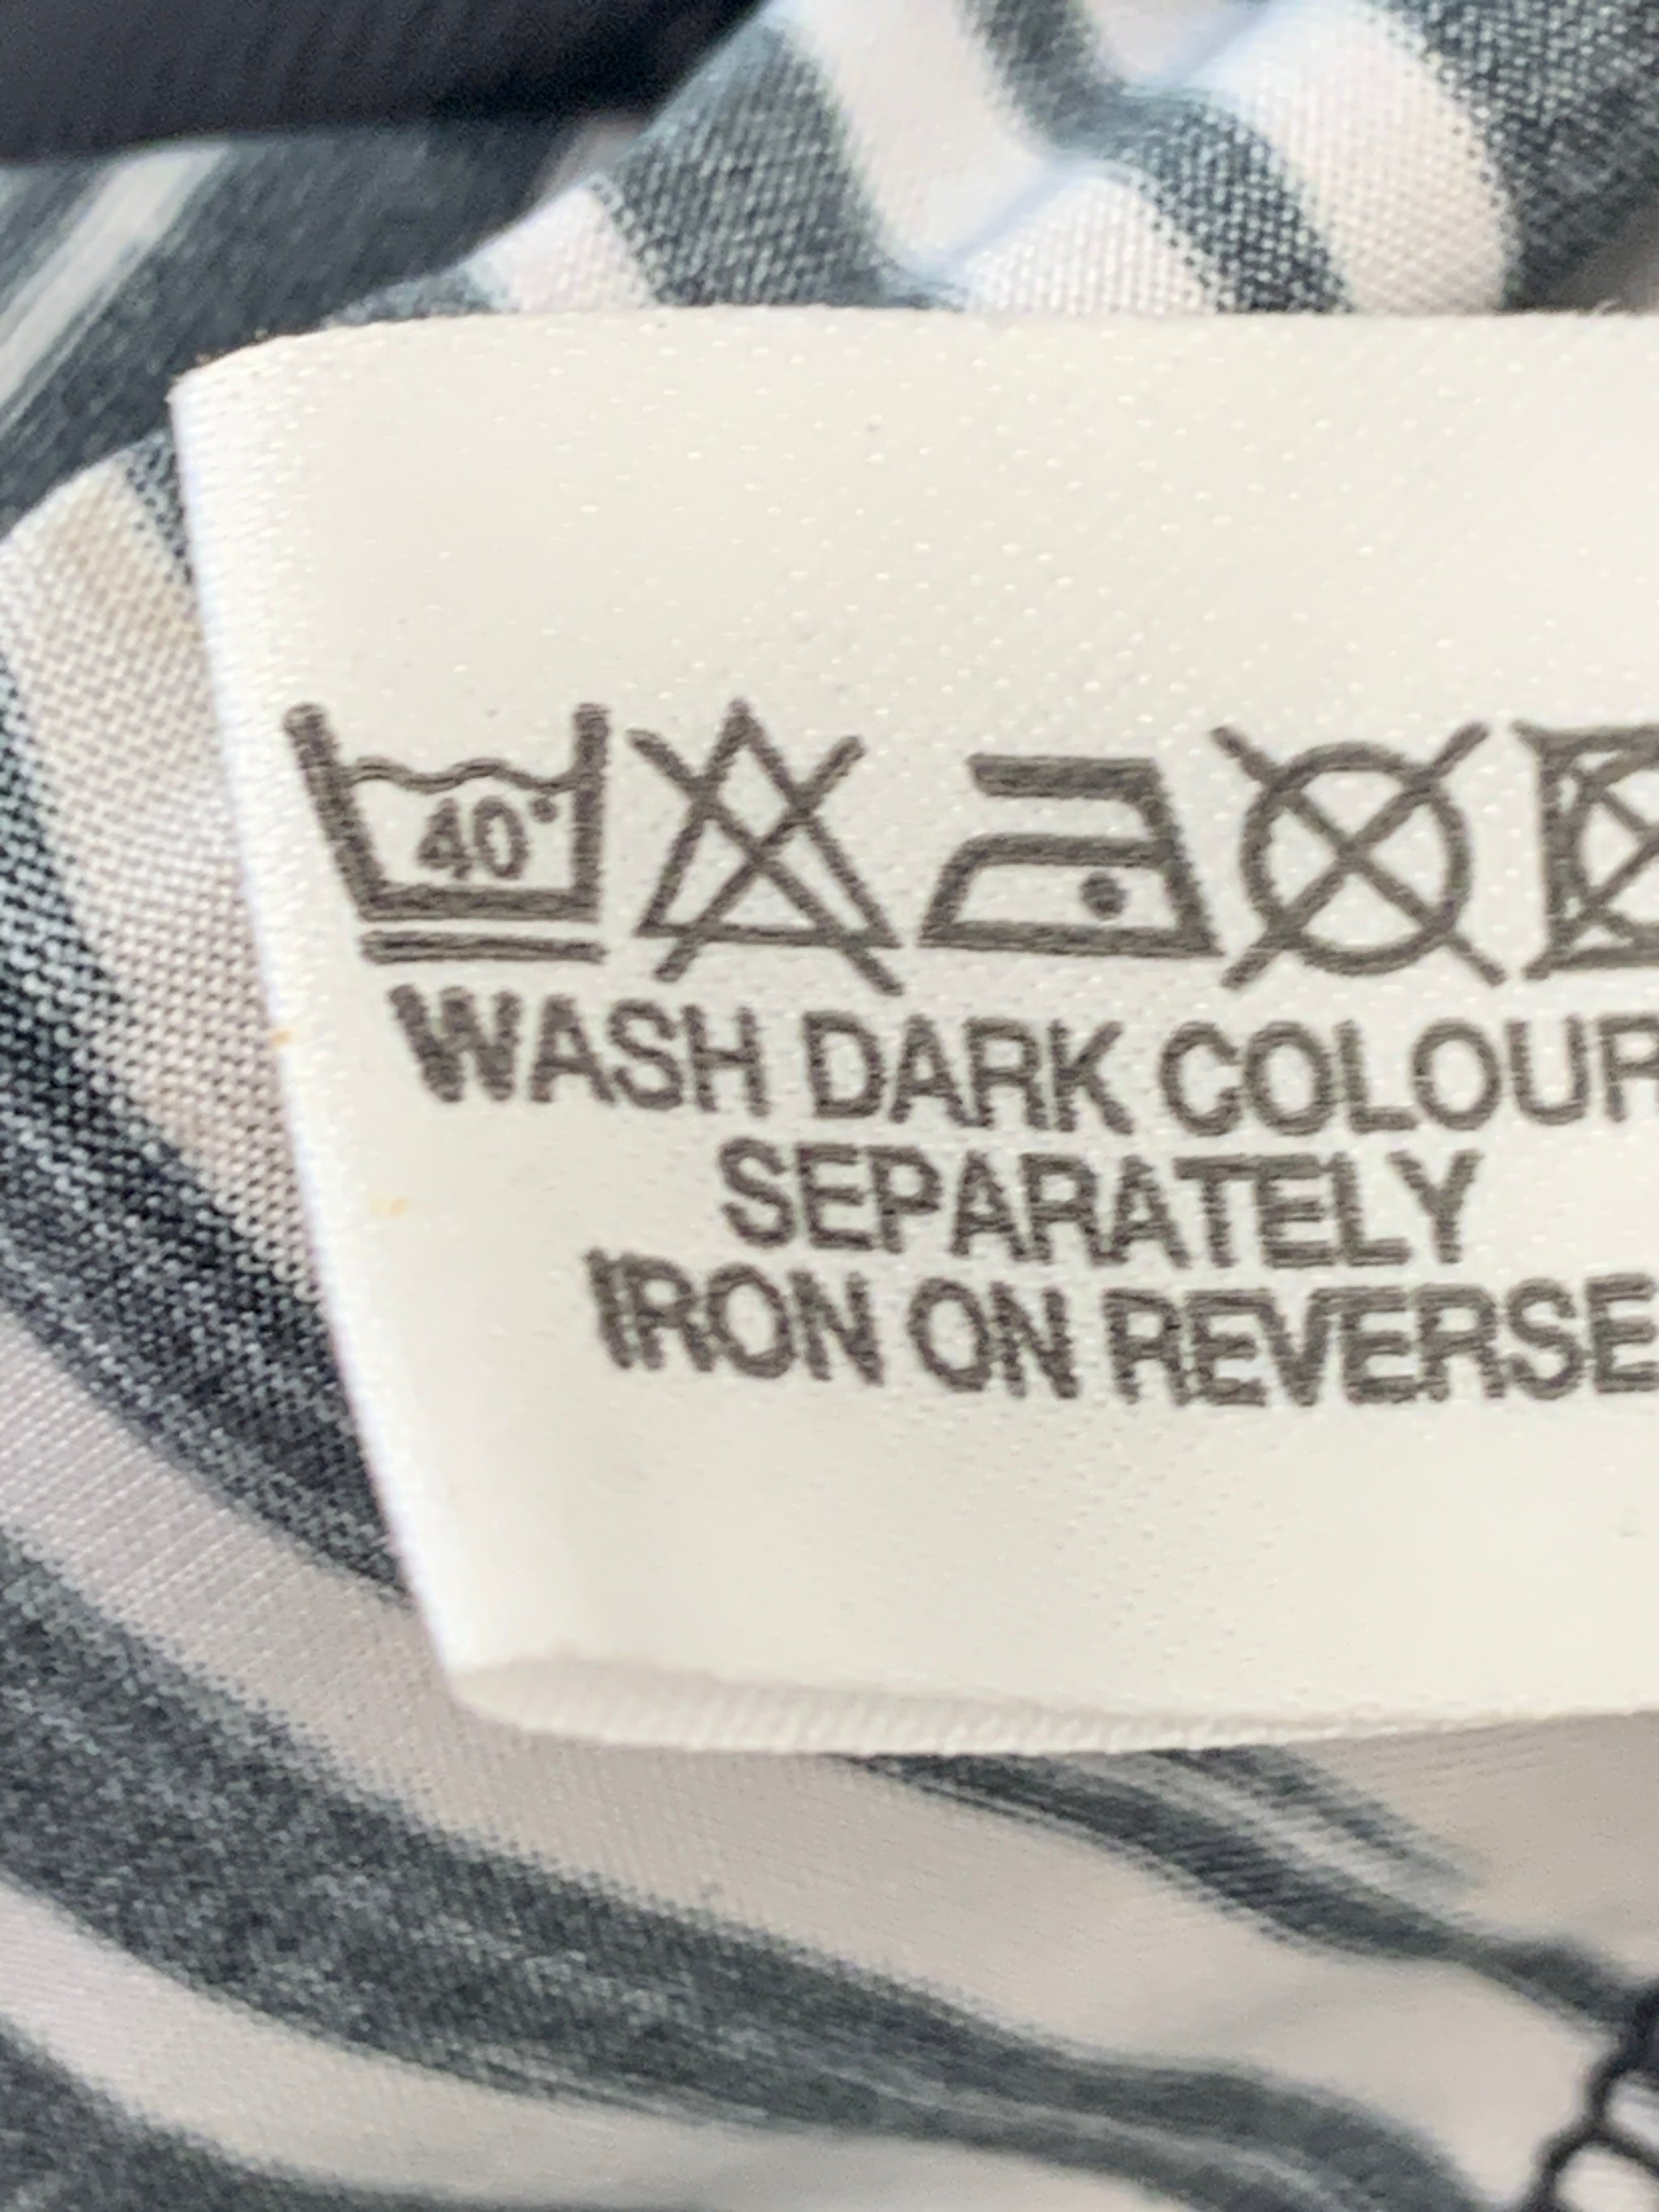 40°
WASH DARK COLOUR
SEPARATELY
IRON ON REVERSE